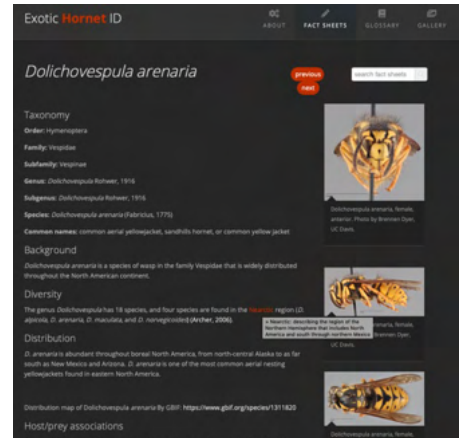 Exotic Hornet ID
ABOUT
FACT SHEETS
GLOSSARY
GALLERY
Dolichovespula arenaria
previous
next
search fact sheets
Taxonomy
Order: Hymenoptera
Family: Vespidae
Subfamily: Vespinae
Genus: Dolichovespula Rohwer, 1916
Subgenus: Dolichovespula Rohwer, 1916
Species: Dolichovespula arenaria (Fabricius, 1775)
Common names: common aerial yellowjacket, sandhills hornet, or common yellow jacket
Background
Dolichovespula arenaria is a species of wasp in the family Vespidae that is widely distributed
throughout the North American continent.
Diversity
The genus Dolichovespula has 18 species, and four species are found in the Nearctic region (D.
alpicola, D. arenaria, D. maculata, and D. norvegicoides) (Archer, 2006).
Nearctic: describing the region of the
Northern Hemisphere that includes North
America and south through northern Mexico
Distribution
D. arenaria is abundant throughout boreal North America, from north-central Alaska to as far
south as New Mexico and Arizona. D. arenaria is one of the most common aerial nesting
yellowjackets found in eastern North America.
Distribution map of Dolichovespula arenaria By GBIF: https://www.gbif.org/species/1311820
Host/prey associations
Dolichovespula arenaria, female,
anterior. Photo by Brennen Dyer,
UC Davis.
arenaria, female,
Brennen Dyer,
UC Davis.
Dolichovespula arenaria, female,